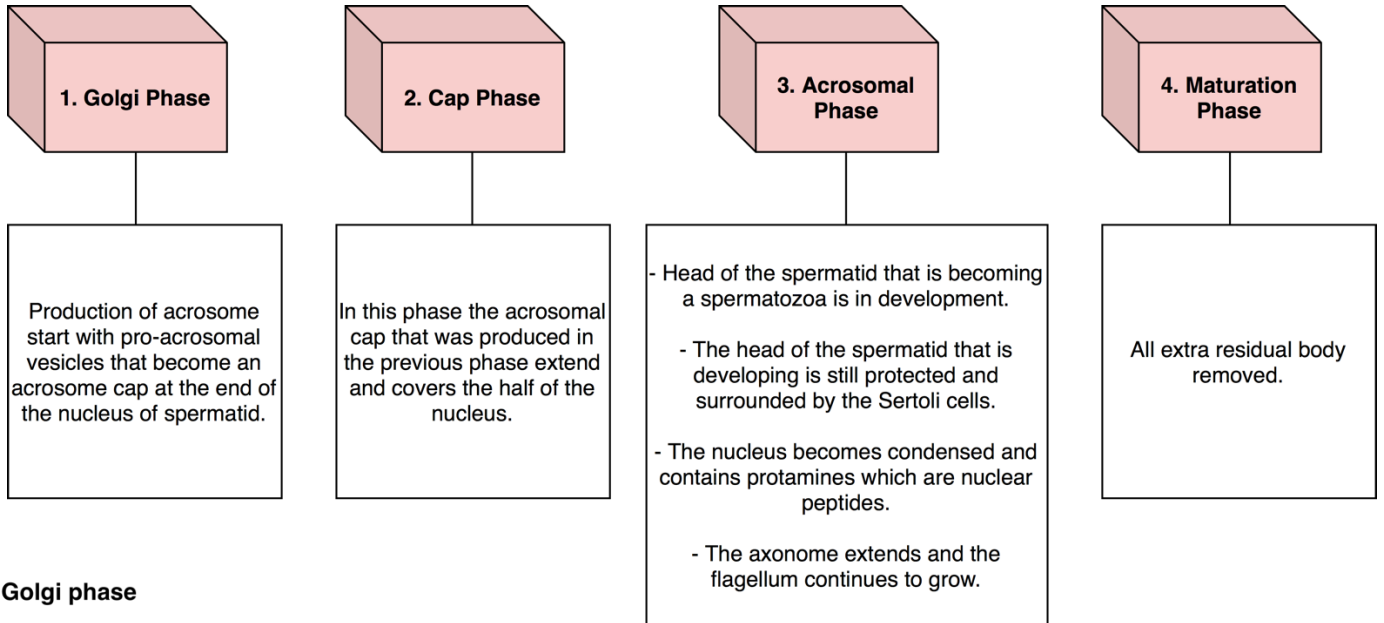 1. Golgi Phase
Production of acrosome
start with pro-acrosomal
vesicles that become an
acrosome cap at the end of
the nucleus of spermatid.
2. Cap Phase
In this phase the acrosomal
cap that was produced in
the previous phase extend
and covers the half of the
nucleus.
3. Acrosomal
Phase
- Head of the spermatid that is becoming
a spermatozoa is in development.
- The head of the spermatid that is
developing is still protected and
surrounded by the Sertoli cells.
- The nucleus becomes condensed and
contains protamines which are nuclear
peptides.
- The axonome extends and the
flagellum continues to grow.
4. Maturation
Phase
All extra residual body
removed.
Golgi phase